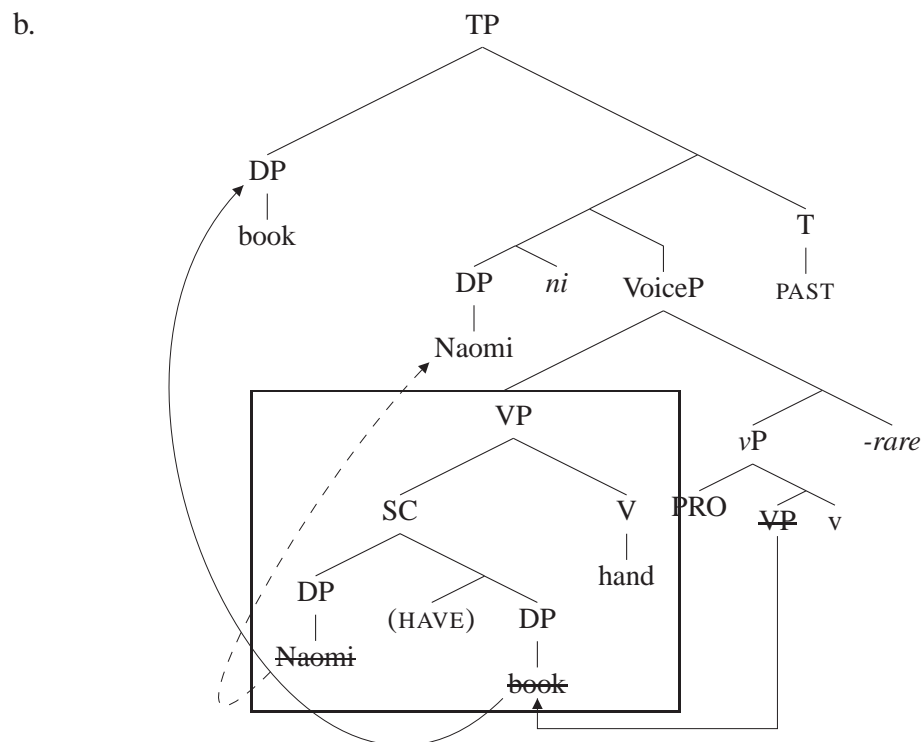 b.
TP
DP
book
T
PAST
DP
ni
VoiceP
Naomi
VP
vP
-rare
SC
V
PRO
VP
v
hand
DP
(HAVE)
DP
Naomi
book